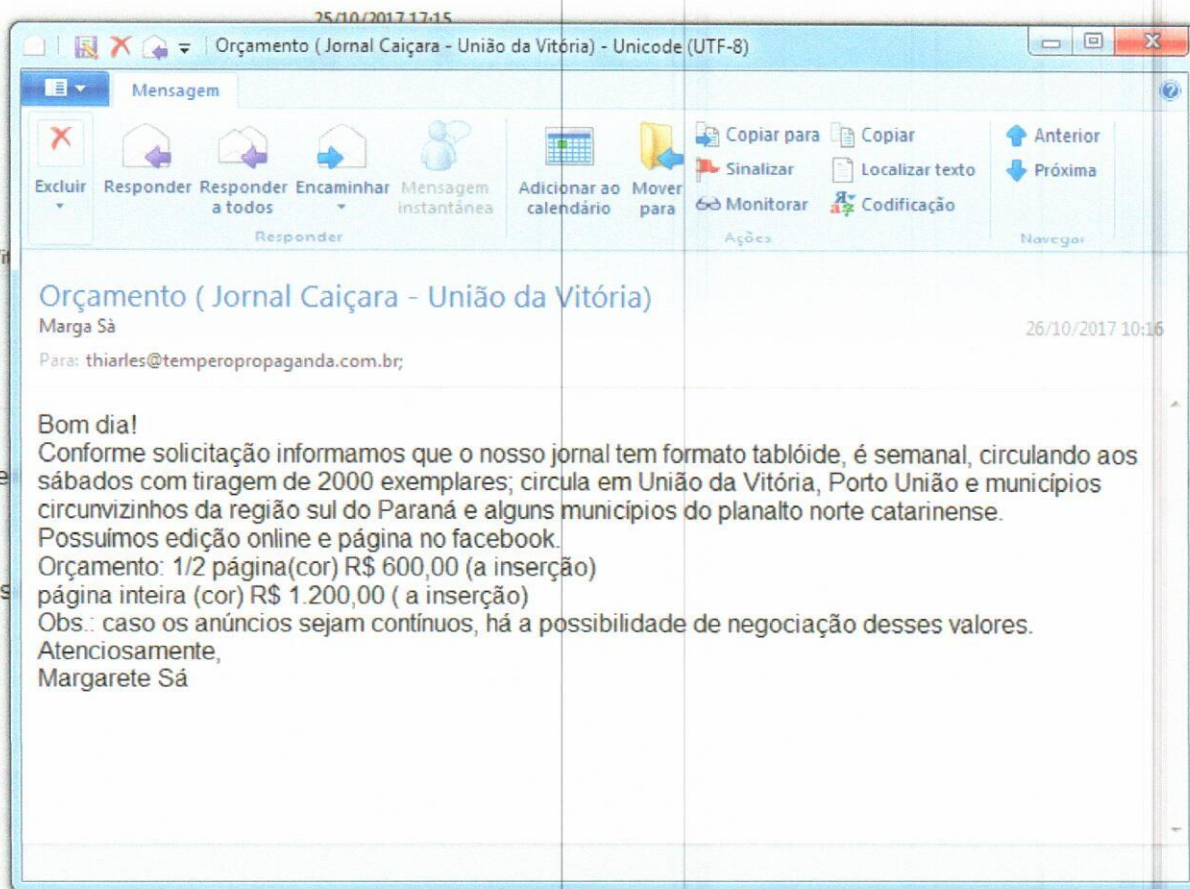 25/10/2017 17:15
Orçamento ( Jornal Caiçara - União da Vitória) - Unicode (UTF-8)
Mensagem
Excluir
Responder
Responder a todos
Encaminhar
Mensagem instantânea
Adicionar ao calendário
Mover para
Copiar para
Copiar
Anterior
Sinalizar
Localizar texto
Próxima
Monitorar
Codificação
Responder
Ações
Navegar
Orçamento ( Jornal Caiçara - União da Vitória)
Marga Sà
26/10/2017 10:16
Para: thiarles@temperopropaganda.com.br;
Bom dia!
Conforme solicitação informamos que o nosso jornal tem formato tablóide, é semanal, circulando aos
sábados com tiragem de 2000 exemplares; circula em União da Vitória, Porto União e municípios
circunvizinhos da região sul do Paraná e alguns municípios do planalto norte catarinense.
Possuímos edição online e página no facebook.
Orçamento: 1/2 página(cor) R$ 600,00 (a inserção)
página inteira (cor) R$ 1.200,00 ( a inserção)
Obs.: caso os anúncios sejam contínuos, há a possibilidade de negociação desses valores.
Atenciosamente,
Margarete Sá